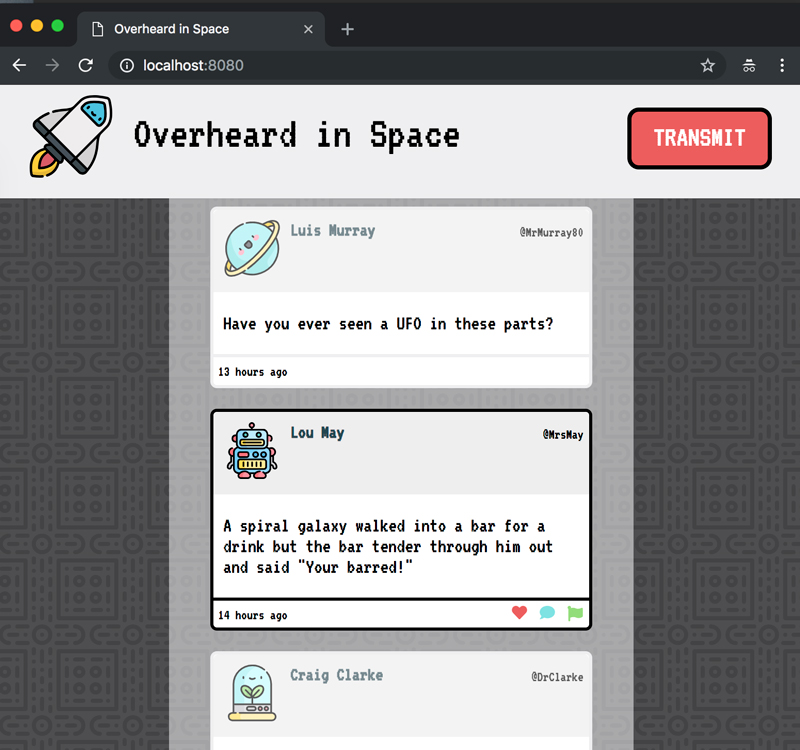 Overheard in Space
localhost:8080
Overheard in Space
TRANSMIT
Luis Murray
@MrMurray80
Have you ever seen a UFO in these parts?
13 hours ago
Lou May
@MrsMay
A spiral galaxy walked into a bar for a
drink but the bar tender through him out
and said "Your barred!"
14 hours ago
Craig Clarke
@DrClarke